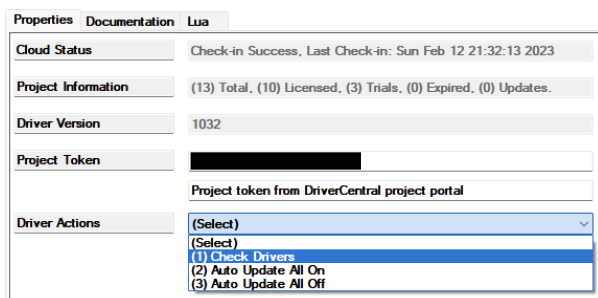 Properties Documentation Lua
Cloud Status Check-in Success, Last Check-in: Sun Feb 12 21:32:13 2023
Project Information (13) Total, (10) Licensed, (3) Trials, (0) Expired, (0) Updates.
Driver Version 1032
Project Token
Project token from DriverCentral project portal
Driver Actions (Select)
(Select)
(1) Check Drivers
(2) Auto Update All On
(3) Auto Update All Off